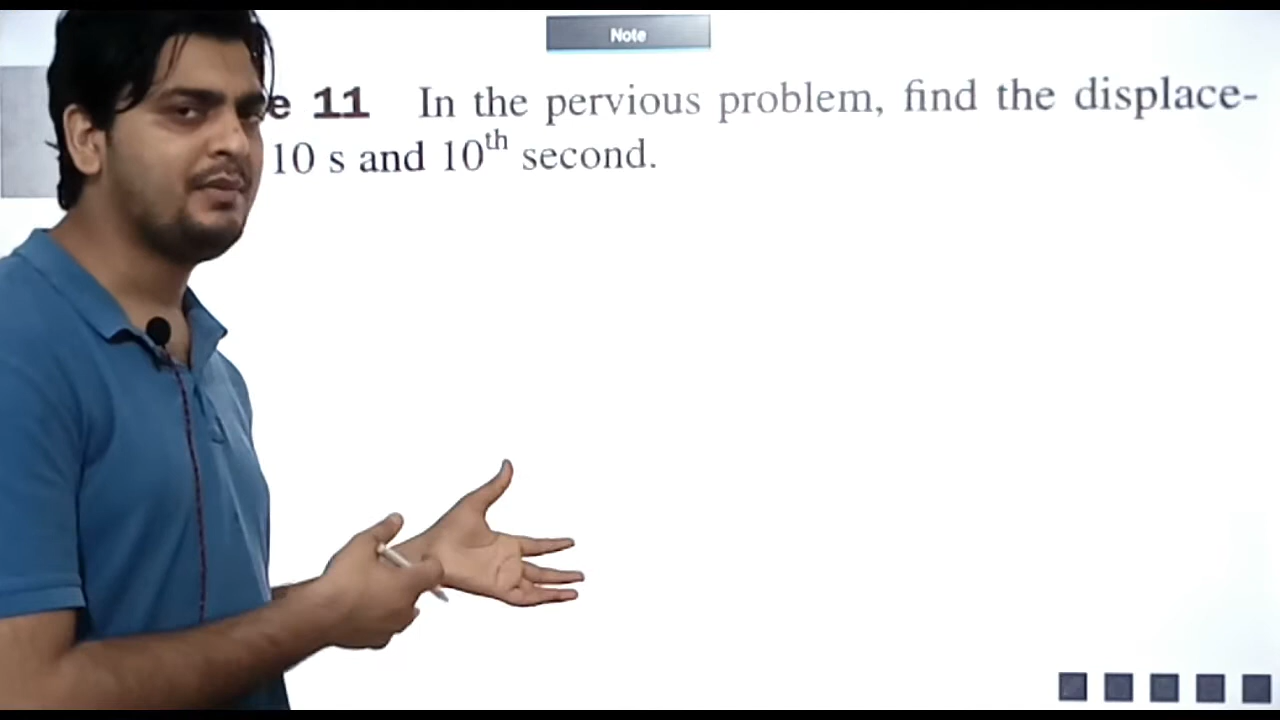 Note
e 11 In the pervious problem, find the displace-
10 s and 10th second.